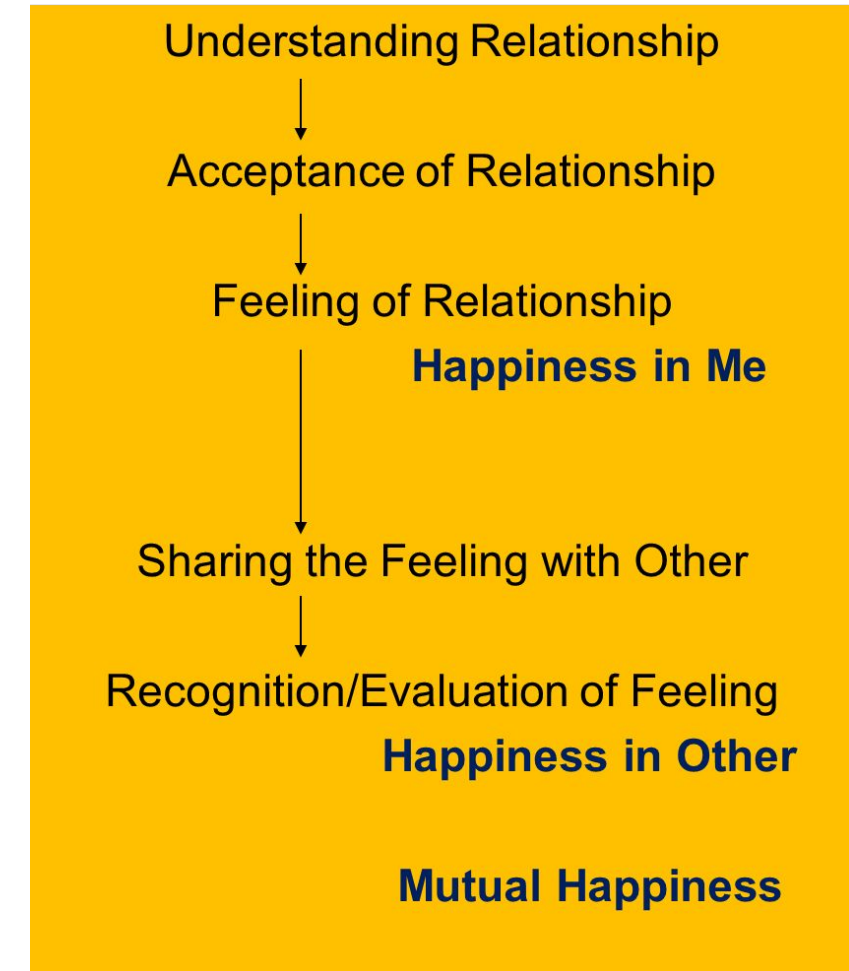 Understanding Relationship
Acceptance of Relationship
Feeling of Relationship
Happiness in Me
Sharing the Feeling with Other
Recognition/Evaluation of Feeling
Happiness in Other
Mutual Happiness